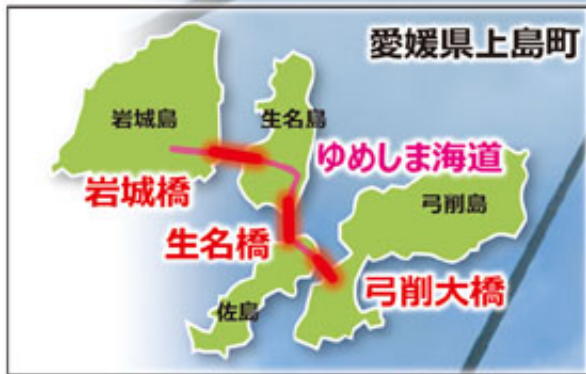 愛媛県上島町
岩城島
生名島
ゆめしま海道
岩城橋
弓削島
生名橋
弓削大橋
佐島